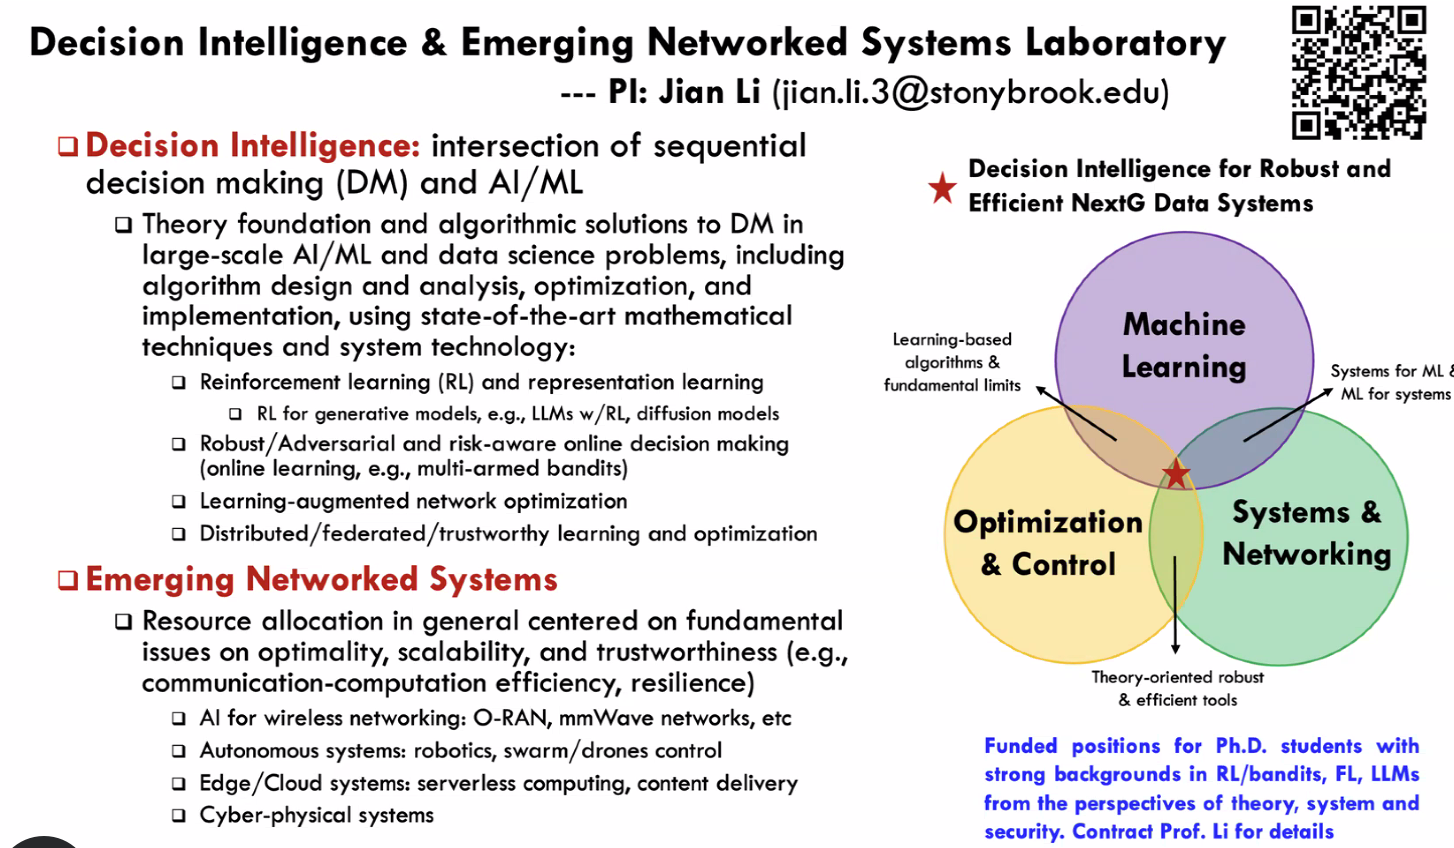 Decision Intelligence & Emerging Networked Systems Laboratory
--- PI: Jian Li (jian.li.3@stonybrook.edu)
Decision Intelligence: intersection of sequential
decision making (DM) and AI/ML
Theory foundation and algorithmic solutions to DM in
large-scale AI/ML and data science problems, including
algorithm design and analysis, optimization, and
implementation, using state-of-the-art mathematical
techniques and system technology:
Reinforcement learning (RL) and representation learning
RL for generative models, e.g., LLMs w/RL, diffusion models
Robust/Adversarial and risk-aware online decision making
(online learning, e.g., multi-armed bandits)
Learning-augmented network optimization
Distributed/federated/trustworthy learning and optimization
Emerging Networked Systems
Resource allocation in general centered on fundamental
issues on optimality, scalability, and trustworthiness (e.g.,
communication-computation efficiency, resilience)
AI for wireless networking: O-RAN, mmWave networks, etc
Autonomous systems: robotics, swarm/drones control
Edge/Cloud systems: serverless computing, content delivery
Cyber-physical systems
Decision Intelligence for Robust and
Efficient NextG Data Systems
Machine
Learning
Learning-based
algorithms &
fundamental limits
Systems for ML &
ML for systems
Optimization
& Control
Systems &
Networking
Theory-oriented robust
& efficient tools
Funded positions for Ph.D. students with
strong backgrounds in RL/bandits, FL, LLMs
from the perspectives of theory, system and
security. Contract Prof. Li for details